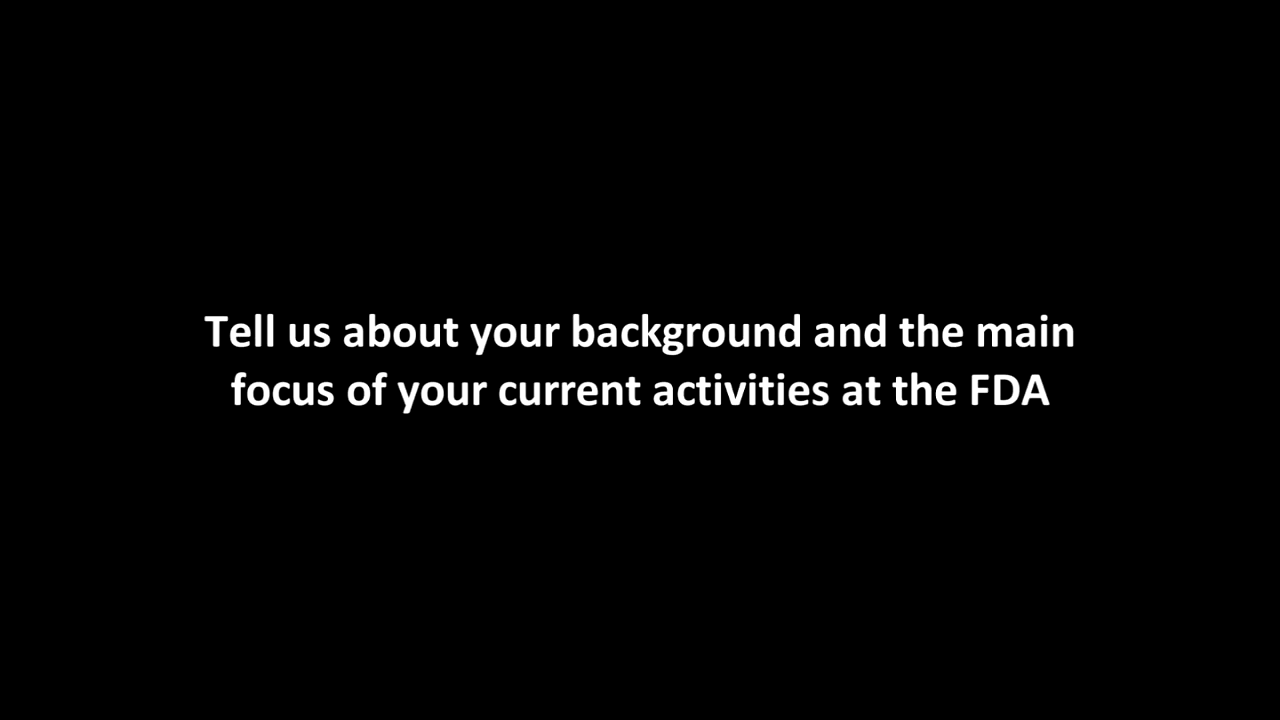 Tell us about your background and the main
focus of your current activities at the FDA